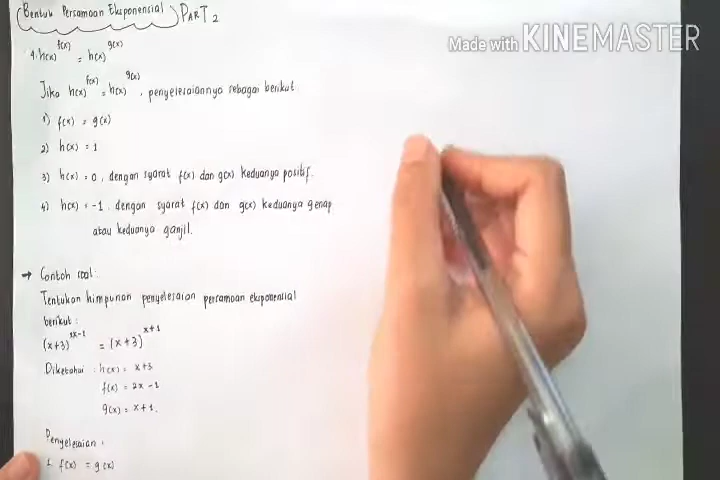 Bentuk Persamaan Eksponensial PART 2
Made with KINEMASTER
4. h(x)^f(x) = h(x)^g(x)
Jika h(x)^f(x) = h(x)^g(x), penyelesaiannya sebagai berikut
1) f(x) = g(x)
2) h(x) = 1
3) h(x) = 0, dengan syarat f(x) dan g(x) keduanya positif.
4) h(x) = -1. dengan syarat f(x) dan g(x) keduanya genap
atau keduanya ganjil.
→ Contoh soal:
Tentukan himpunan penyelesaian persamaan eksponensial
berikut:
(x+3)^2x-1 = (x+3)^x+1
Diketahui : h(x) = x+3
f(x) = 2x -1
g(x) = x+1.
Penyelesaian:
1. f(x) = g(x)